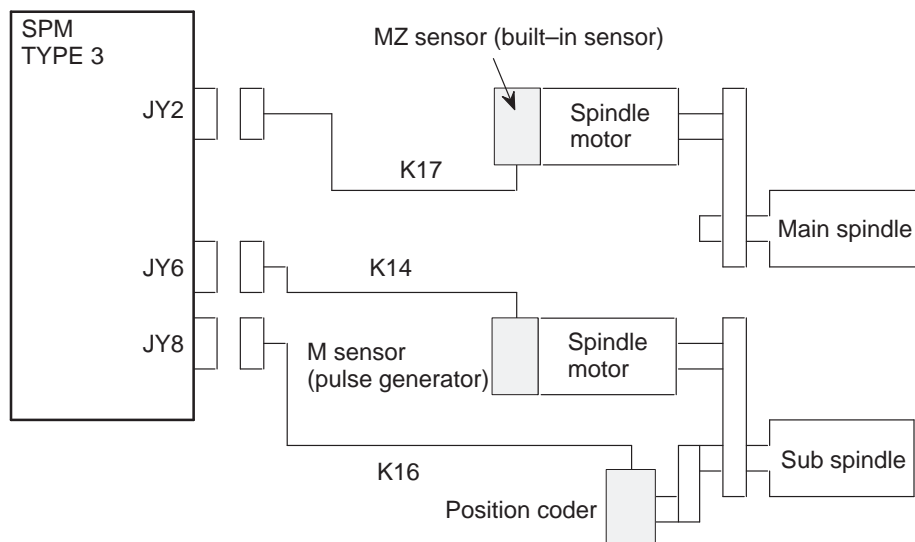 SPM
TYPE 3
MZ sensor (built–in sensor)
JY2
Spindle
motor
K17
Main spindle
JY6
K14
JY8
M sensor
(pulse generator)
Spindle
motor
K16
Sub spindle
Position coder